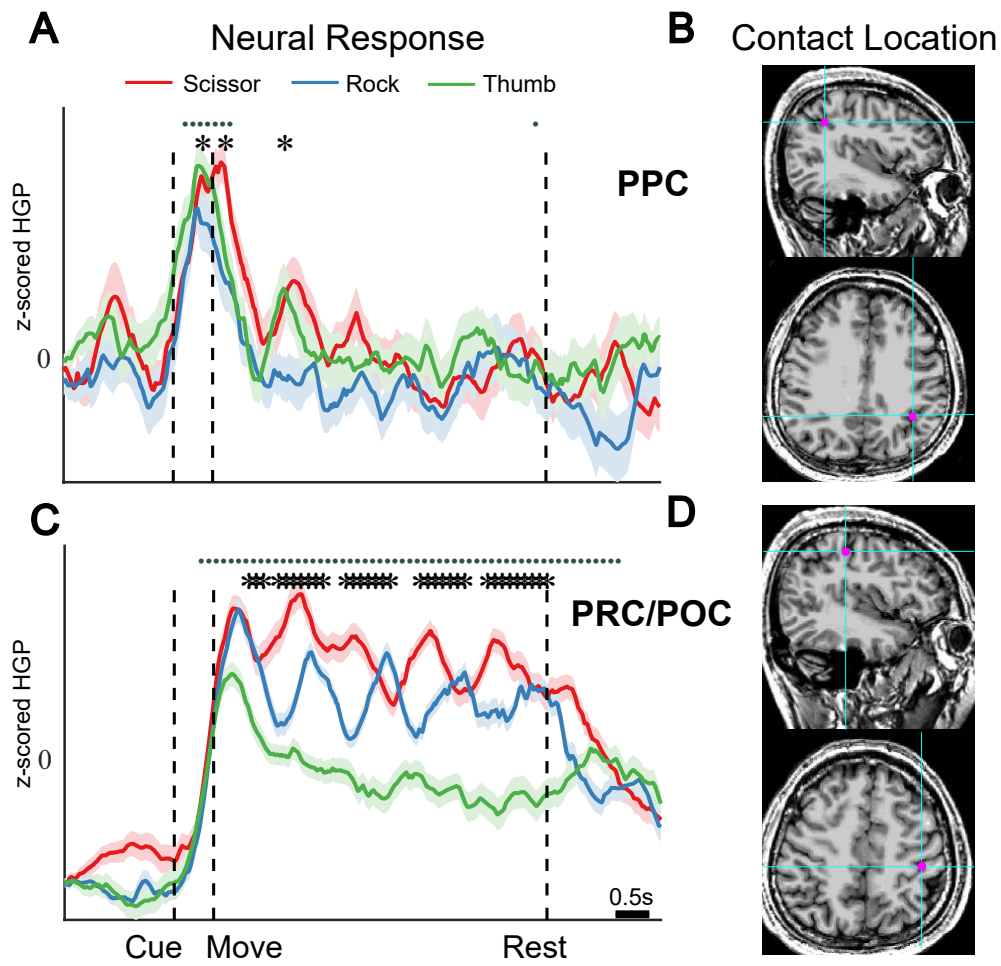 A
Neural Response
B
Contact Location
Scissor
Rock
Thumb
* * *
PPC
z-scored HGP
0
C
D
PRC/POC
z-scored HGP
0
0.5s
Cue
Move
Rest